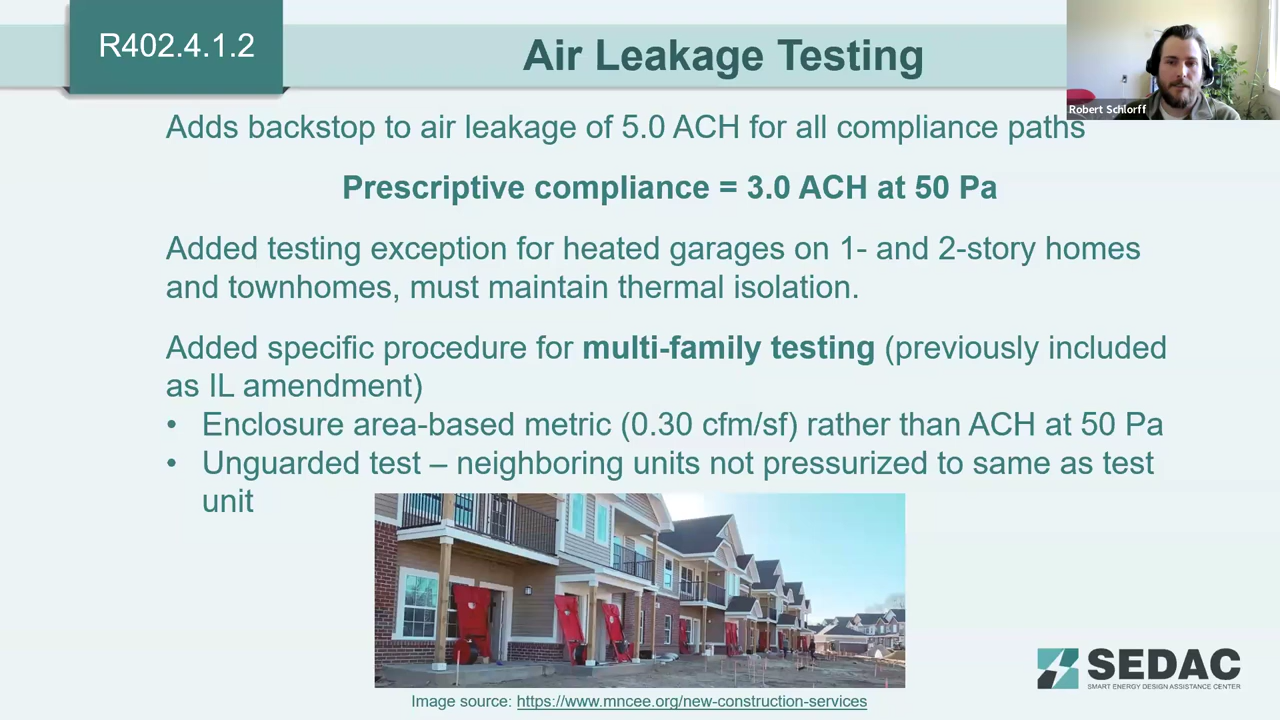 R402.4.1.2
Air Leakage Testing
Robert Schlorff
Adds backstop to air leakage of 5.0 ACH for all compliance paths
Prescriptive compliance = 3.0 ACH at 50 Pa
Added testing exception for heated garages on 1- and 2-story homes
and townhomes, must maintain thermal isolation.
Added specific procedure for multi-family testing (previously included
as IL amendment)
• Enclosure area-based metric (0.30 cfm/sf) rather than ACH at 50 Pa
• Unguarded test – neighboring units not pressurized to same as test
unit
SEDAC
SMART ENERGY DESIGN ASSISTANCE CENTER
Image source: https://www.mncee.org/new-construction-services